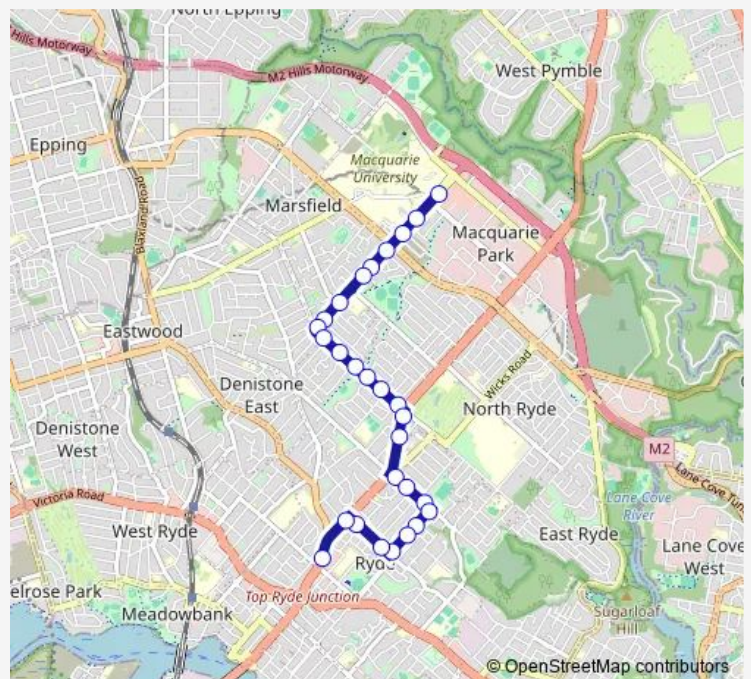 North Epping
Hills Motorway
M2 Hills Motorway
West Pymble
Epping
Macquarie
University
Blaxland Road
Marsfield
Macquarie
Park
Eastwood
Denistone
East
Wicks Road
North Ryde
Denistone
West
M2
Lane Cove Tun
Victoria Road
Lane Cove
River
West Ryde
East Ryde
Lane Cove
West
Ryde
elrose Park
Top Ryde Junction
Meadowbank
Sugarloaf
Hill
© OpenStreetMap contributors